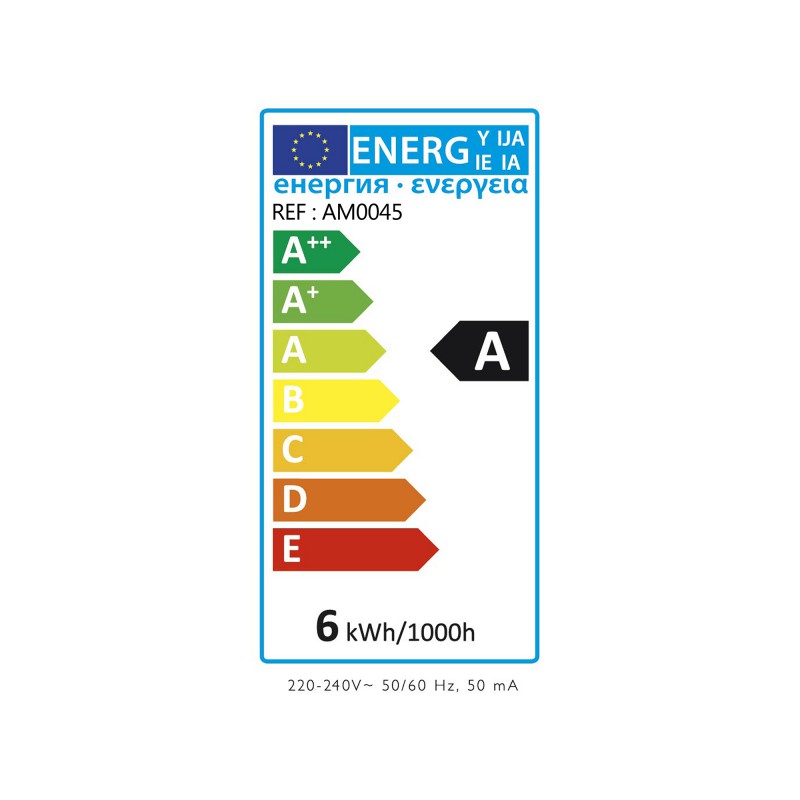 ENERG Y IJA
IE IA
енергия · ενεργεια
REF : AM0045
A++
A+
A
A
B
C
D
E
6 kWh/1000h
220-240V~ 50/60 Hz, 50 mA